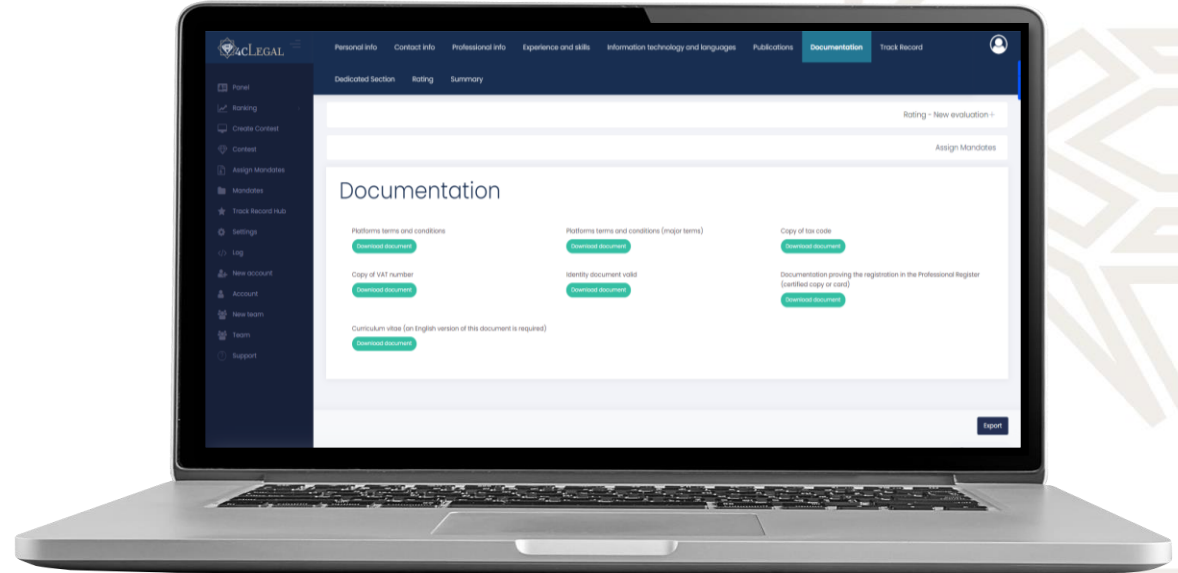 4cLegal
Personal info
Contact info
Professional info
Experience and skills
Information technology and languages
Publications
Documentation
Track Record
Dedicated Section
Rating
Summary
Panel
Ranking
Create Contest
Contest
Assign Mandates
Mandates
Track Record Hub
Settings
Log
New account
Account
New team
Team
Support
Rating - New evaluation +
Assign Mandates
Documentation
Platforms terms and conditions
Download document
Platforms terms and conditions (major terms)
Download document
Copy of tax code
Download document
Copy of VAT number
Download document
Identity document valid
Download document
Documentation proving the registration in the Professional Register
(certified copy or card)
Download document
Curriculum vitae (an English version of this document is required)
Download document
Export